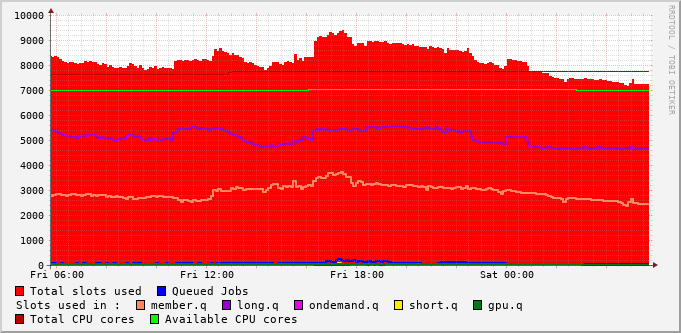 10000
9000
8000
7000
6000
5000
4000
3000
2000
1000
0
Fri 06:00 Fri 12:00 Fri 18:00 Sat 00:00
Total slots used Queued Jobs
Slots used in : member.q long.q ondemand.q short.q gpu.q
Total CPU cores Available CPU cores
RRDTOOL / TOBI OETIKER